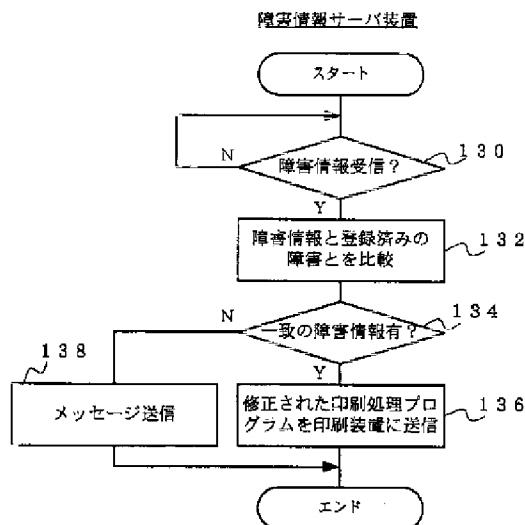 障害情報サーバ装置
スタート
N
障害情報受信？
130
Y
障害情報と登録済みの
障害とを比較
132
N
一致の障害情報有？
134
138
Y
メッセージ送信
修正された印刷処理プロ
グラムを印刷装置に送信
136
エンド